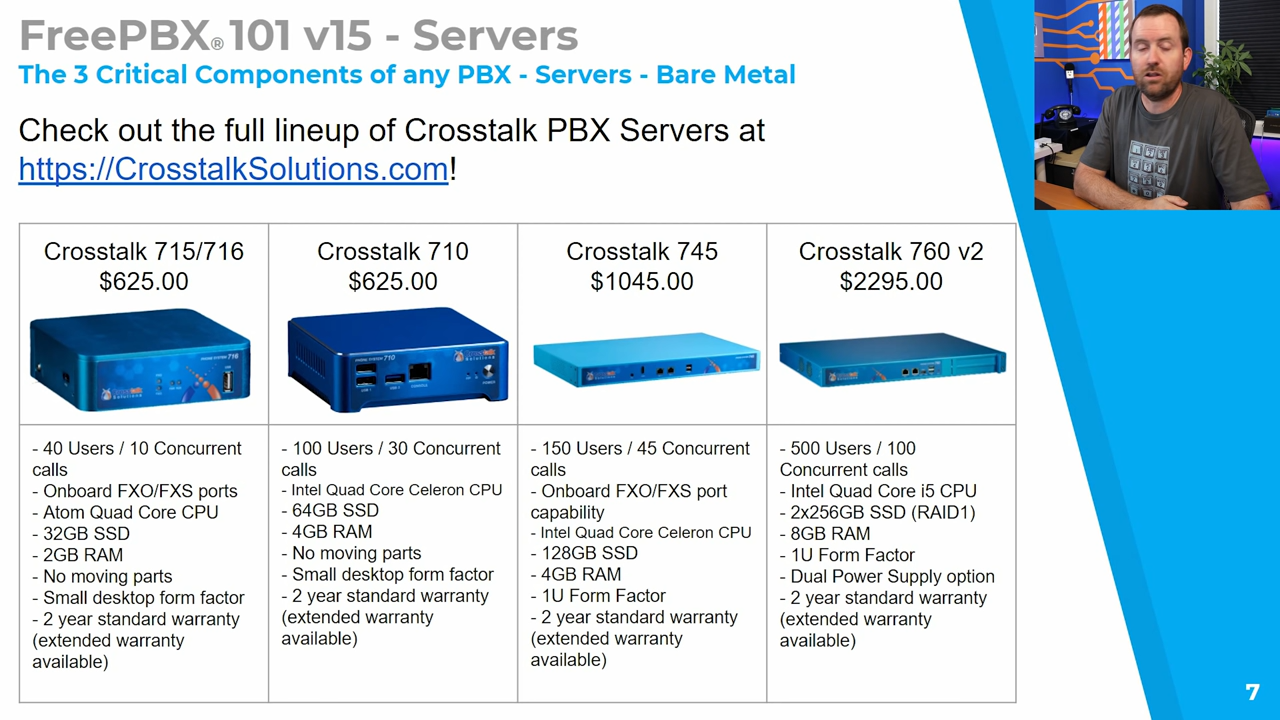 FreePBX® 101 v15 - Servers
The 3 Critical Components of any PBX - Servers - Bare Metal
Check out the full lineup of Crosstalk PBX Servers at
https://CrosstalkSolutions.com!
Crosstalk 715/716
$625.00
PHONE SYSTEM 716
- 40 Users / 10 Concurrent
calls
- Onboard FXO/FXS ports
- Atom Quad Core CPU
- 32GB SSD
- 2GB RAM
- No moving parts
- Small desktop form factor
- 2 year standard warranty
(extended warranty
available)
Crosstalk 710
$625.00
PHONE SYSTEM 710
- 100 Users / 30 Concurrent
calls
- Intel Quad Core Celeron CPU
- 64GB SSD
- 4GB RAM
- No moving parts
- Small desktop form factor
- 2 year standard warranty
(extended warranty
available)
Crosstalk 745
$1045.00
- 150 Users / 45 Concurrent
calls
- Onboard FXO/FXS port
capability
- Intel Quad Core Celeron CPU
- 128GB SSD
- 4GB RAM
- 1U Form Factor
- 2 year standard warranty
(extended warranty
available)
Crosstalk 760 v2
$2295.00
- 500 Users / 100
Concurrent calls
- Intel Quad Core i5 CPU
- 2x256GB SSD (RAID1)
- 8GB RAM
- 1U Form Factor
- Dual Power Supply option
- 2 year standard warranty
(extended warranty
available)
7